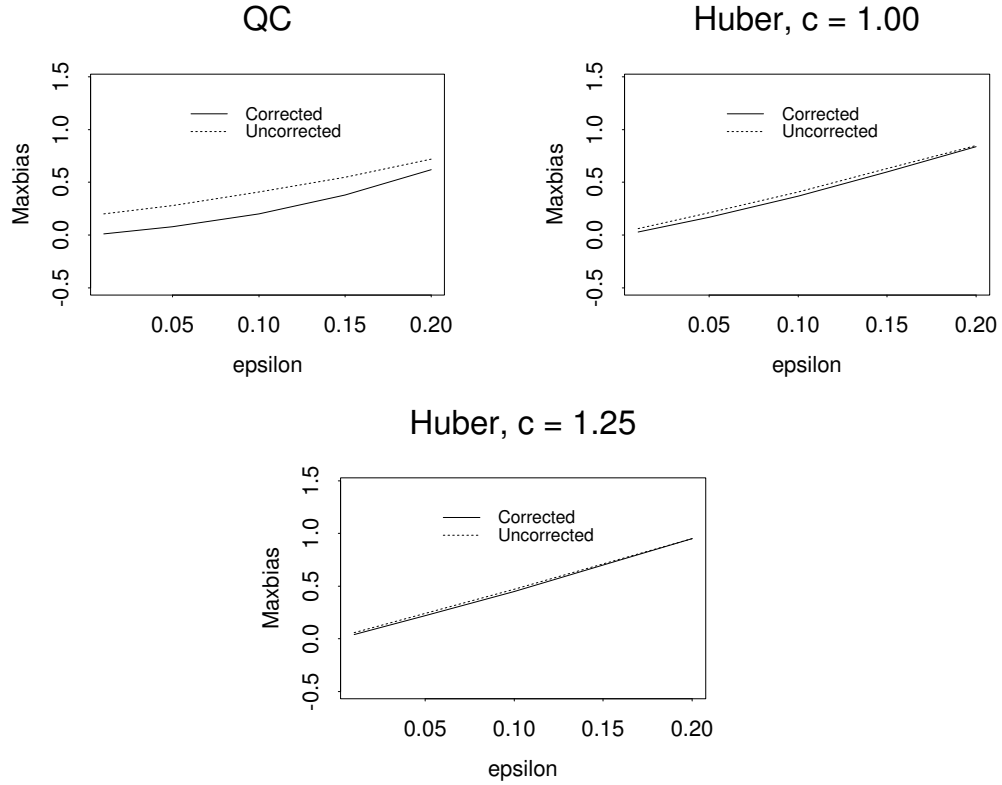 QC
Maxbias
1.5
1.0
0.5
0.0
-0.5
Corrected
Uncorrected
0.05 0.10 0.15 0.20
epsilon
Huber, c = 1.00
Maxbias
1.5
1.0
0.5
0.0
-0.5
Corrected
Uncorrected
0.05 0.10 0.15 0.20
epsilon
Huber, c = 1.25
Maxbias
1.5
1.0
0.5
0.0
-0.5
Corrected
Uncorrected
0.05 0.10 0.15 0.20
epsilon